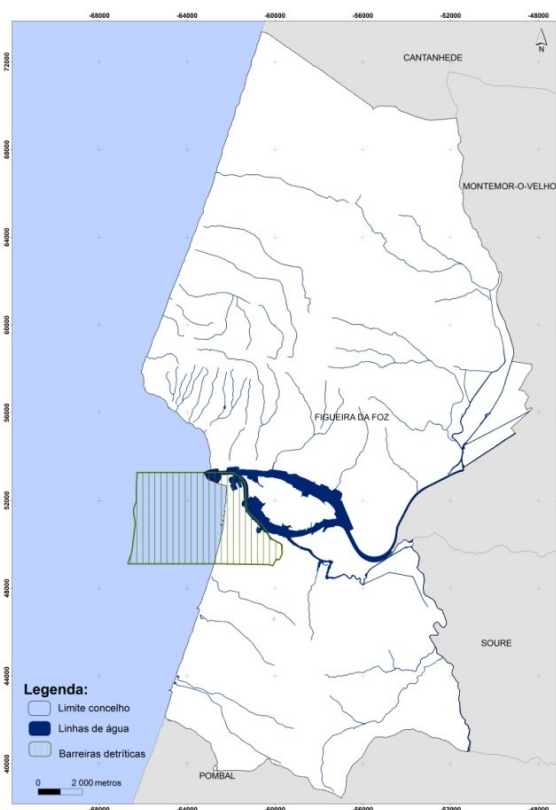 -68000 -64000 -60000 -56000 -52000 -48000
72000
68000
64000
60000
56000
52000
48000
44000
40000
N
CANTANHEDE
MONTEMOR-O-VELHO
FIGUEIRA DA FOZ
SOURE
POMBAL
Legenda:
Limite concelho
Linhas de água
Barreiras detríticas
0 2 000 metros
-68000 -64000 -60000 -56000 -52000 -48000